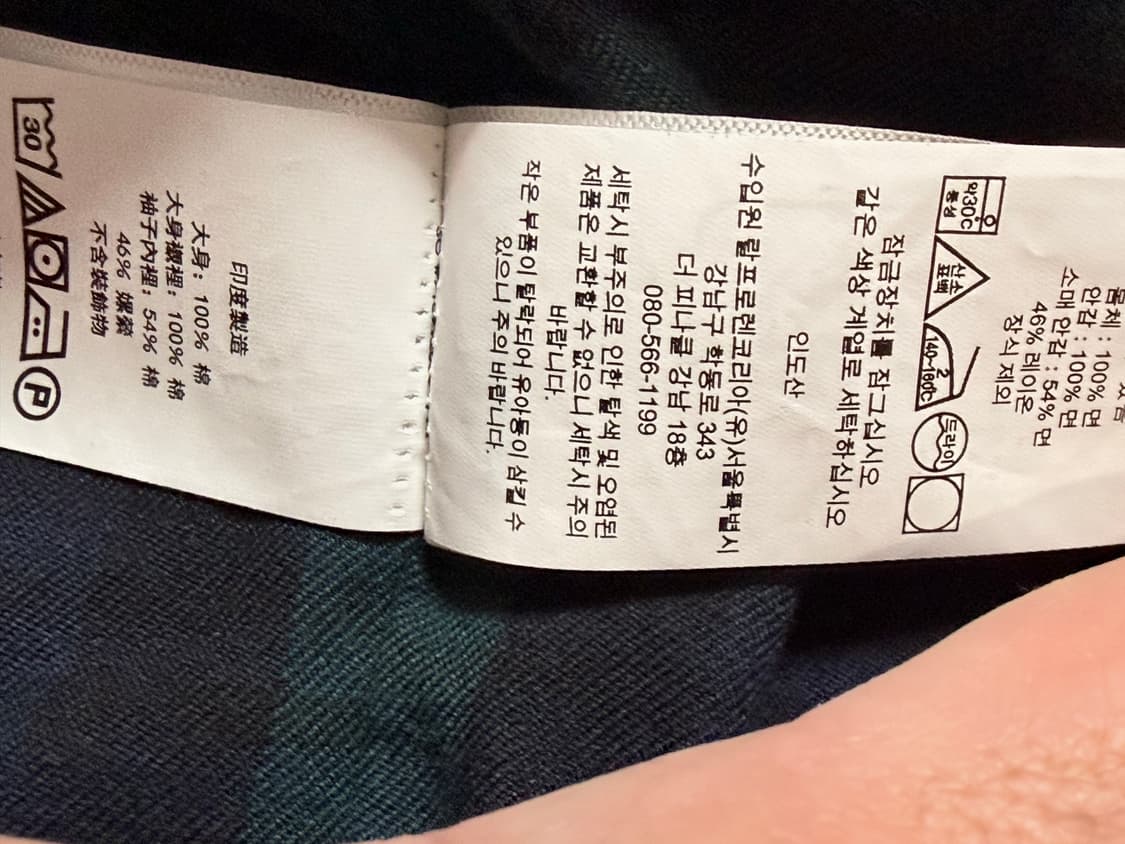 몸체 : 100% 면
안감 : 100% 면
소매 안감 : 54% 면
46% 레이온
장식 제외
약30℃
중성
산소
표백
2
140-160℃
드라이
잠금장치를 잠그십시오
같은 색상 계열로 세탁하십시오
인도산
수입원 랄프로렌코리아(유)서울특별시
강남구 학동로 343
더 피나클 강남 18층
080-566-1199
세탁시 부주의로 인한 탈색 및 오염된
제품은 교환할 수 없으니 세탁시 주의
바랍니다.
작은 부품이 탈락되어 유아동이 삼킬 수
있으니 주의 바랍니다.
印度製造
大身: 100% 棉
大身襯裡: 100% 棉
袖子內裡: 54% 棉
46% 嫘縈
不含裝飾物
30
P